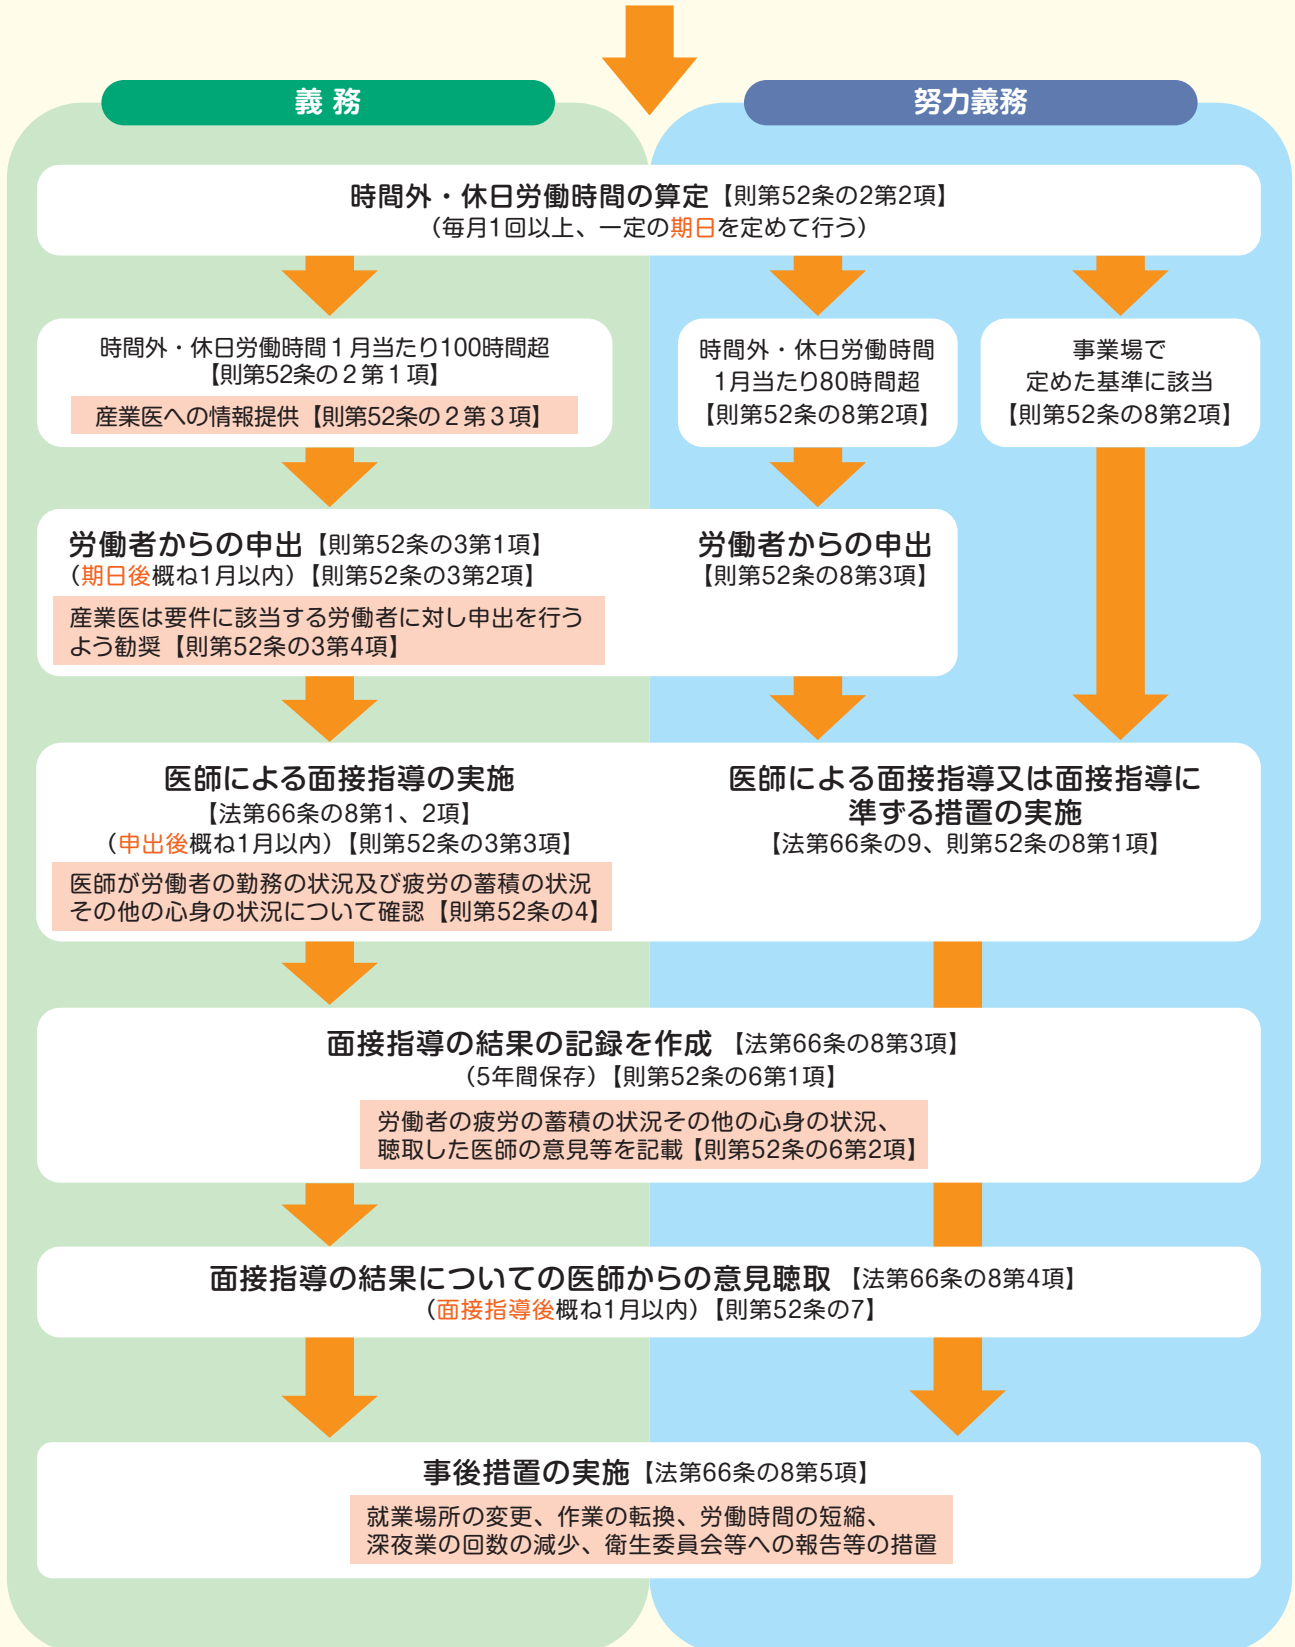 義 務
努力義務
時間外・休日労働時間の算定【則第52条の2第2項】
（毎月1回以上、一定の期日を定めて行う）
時間外・休日労働時間１月当たり100時間超
【則第52条の２第１項】
産業医への情報提供【則第52条の２第３項】
時間外・休日労働時間
1月当たり80時間超
【則第52条の8第2項】
事業場で
定めた基準に該当
【則第52条の8第2項】
労働者からの申出【則第52条の3第1項】
（期日後概ね1月以内）【則第52条の3第2項】
産業医は要件に該当する労働者に対し申出を行う
よう勧奨【則第52条の3第4項】
労働者からの申出
【則第52条の8第3項】
医師による面接指導の実施
【法第66条の8第1、2項】
（申出後概ね1月以内）【則第52条の3第3項】
医師が労働者の勤務の状況及び疲労の蓄積の状況
その他の心身の状況について確認【則第52条の4】
医師による面接指導又は面接指導に
準ずる措置の実施
【法第66条の9、則第52条の8第1項】
面接指導の結果の記録を作成【法第66条の8第3項】
（5年間保存）【則第52条の6第1項】
労働者の疲労の蓄積の状況その他の心身の状況、
聴取した医師の意見等を記載【則第52条の6第2項】
面接指導の結果についての医師からの意見聴取【法第66条の8第4項】
（面接指導後概ね1月以内）【則第52条の7】
事後措置の実施【法第66条の8第5項】
就業場所の変更、作業の転換、労働時間の短縮、
深夜業の回数の減少、衛生委員会等への報告等の措置